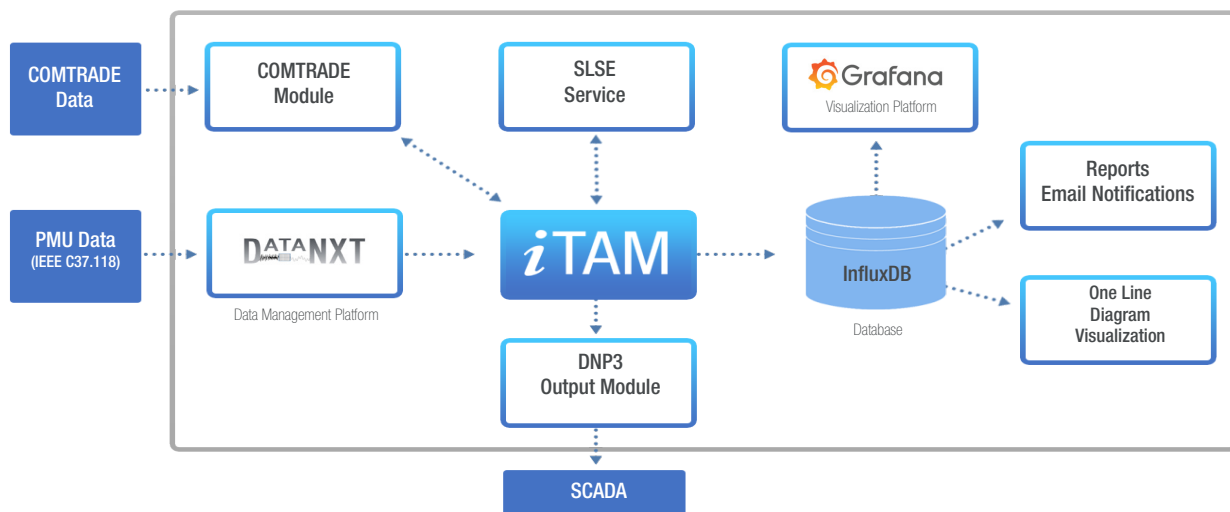 COMTRADE
Data
COMTRADE
Module
SLSE
Service
Grafana
Visualization Platform
Reports
Email Notifications
PMU Data
(IEEE C37.118)
DATANXT
Data Management Platform
iTAM
InfluxDB
Database
One Line
Diagram
Visualization
DNP3
Output Module
SCADA